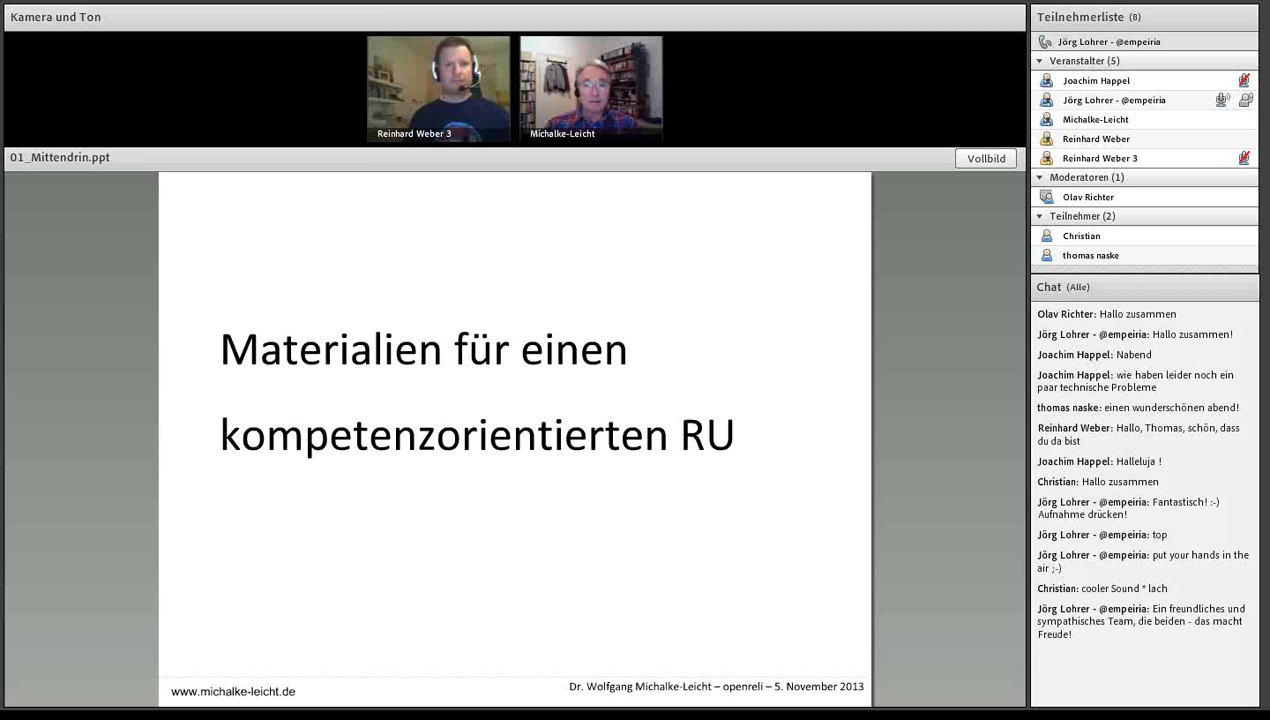 Kamera und Ton
Reinhard Weber 3
Michalke-Leicht
01_Mittendrin.ppt
Vollbild
Materialien für einen
kompetenzorientierten RU
www.michalke-leicht.de
Dr. Wolfgang Michalke-Leicht – openreli – 5. November 2013
Teilnehmerliste (8)
Jörg Lohrer - @empeiria
Veranstalter (5)
Joachim Happel
Jörg Lohrer - @empeiria
Michalke-Leicht
Reinhard Weber
Reinhard Weber 3
Moderatoren (1)
Olav Richter
Teilnehmer (2)
Christian
thomas naske
Chat (Alle)
Olav Richter: Hallo zusammen
Jörg Lohrer - @empeiria: Hallo zusammen!
Joachim Happel: Nabend
Joachim Happel: wie haben leider noch ein
paar technische Probleme
thomas naske: einen wunderschönen abend!
Reinhard Weber: Hallo, Thomas, schön, dass
du da bist
Joachim Happel: Halleluja !
Christian: Hallo zusammen
Jörg Lohrer - @empeiria: Fantastisch! :-)
Aufnahme drücken!
Jörg Lohrer - @empeiria: top
Jörg Lohrer - @empeiria: put your hands in the
air ;-)
Christian: cooler Sound * lach
Jörg Lohrer - @empeiria: Ein freundliches und
sympathisches Team, die beiden - das macht
Freude!